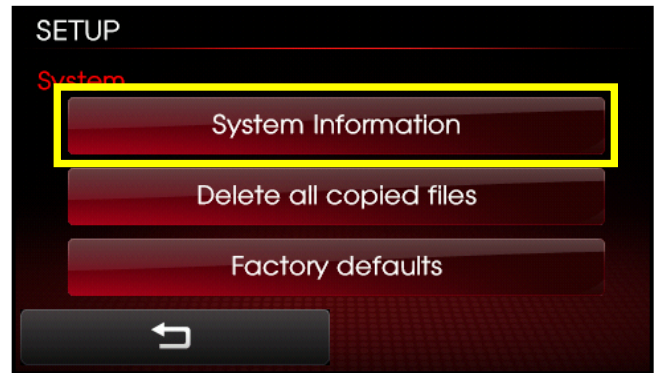 SETUP
System
System Information
Delete all copied files
Factory defaults